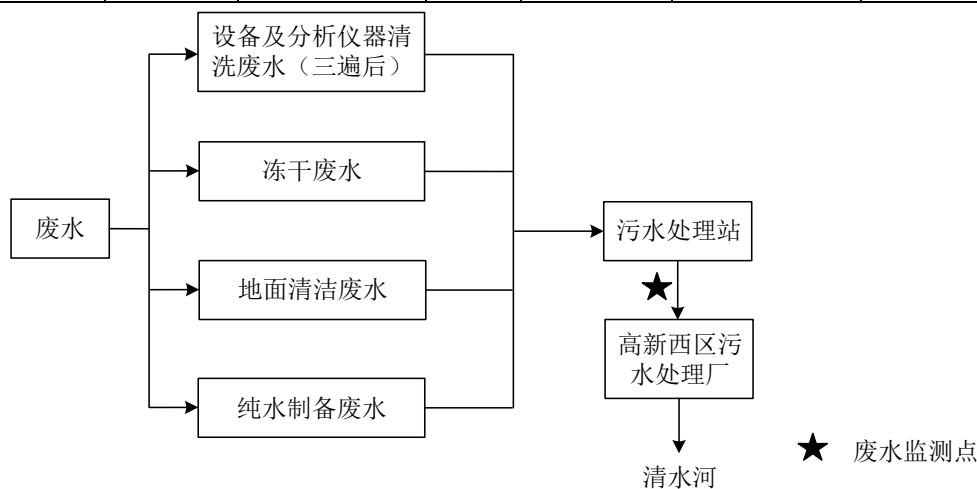 设备及分析仪器清
洗废水（三遍后）
冻干废水
废水
污水处理站
地面清洁废水
高新西区污
水处理厂
纯水制备废水
清水河
废水监测点